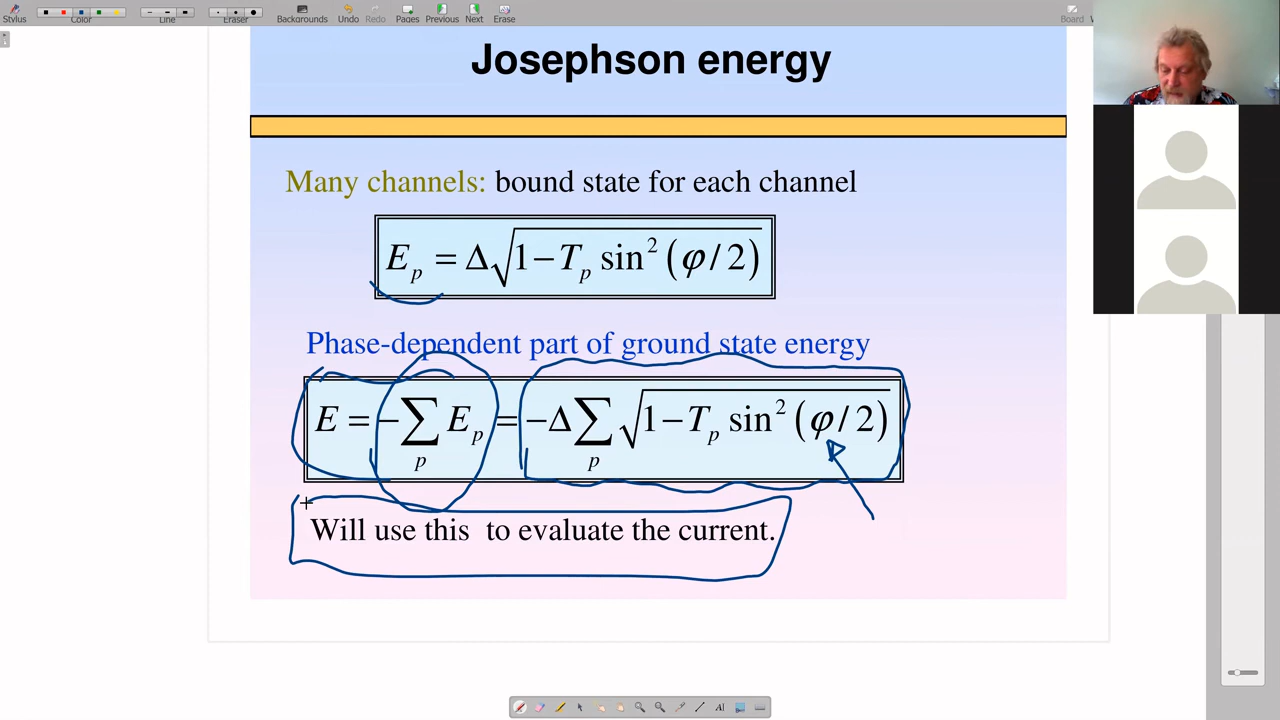 Stylus Color Line Eraser Backgrounds Undo Redo Pages Previous Next Erase Board
Josephson energy
Many channels: bound state for each channel
E_p = Δ√(1 − T_p sin² (φ / 2))
Phase-dependent part of ground state energy
E = −∑_p E_p = −Δ ∑_p √(1 − T_p sin² (φ / 2))
Will use this to evaluate the current.